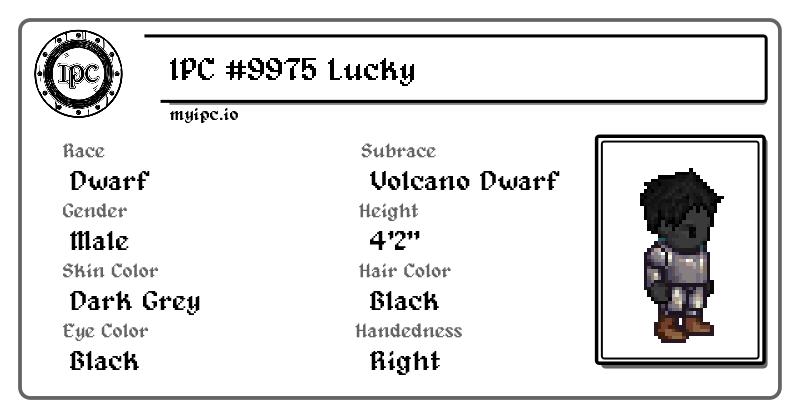 IPC
IPC #9975 Lucky
myipc.io
Race
Subrace
Dwarf
Volcano Dwarf
Gender
Height
Male
4'2"
Skin Color
Hair Color
Dark Grey
Black
Eye Color
Handedness
Black
Right